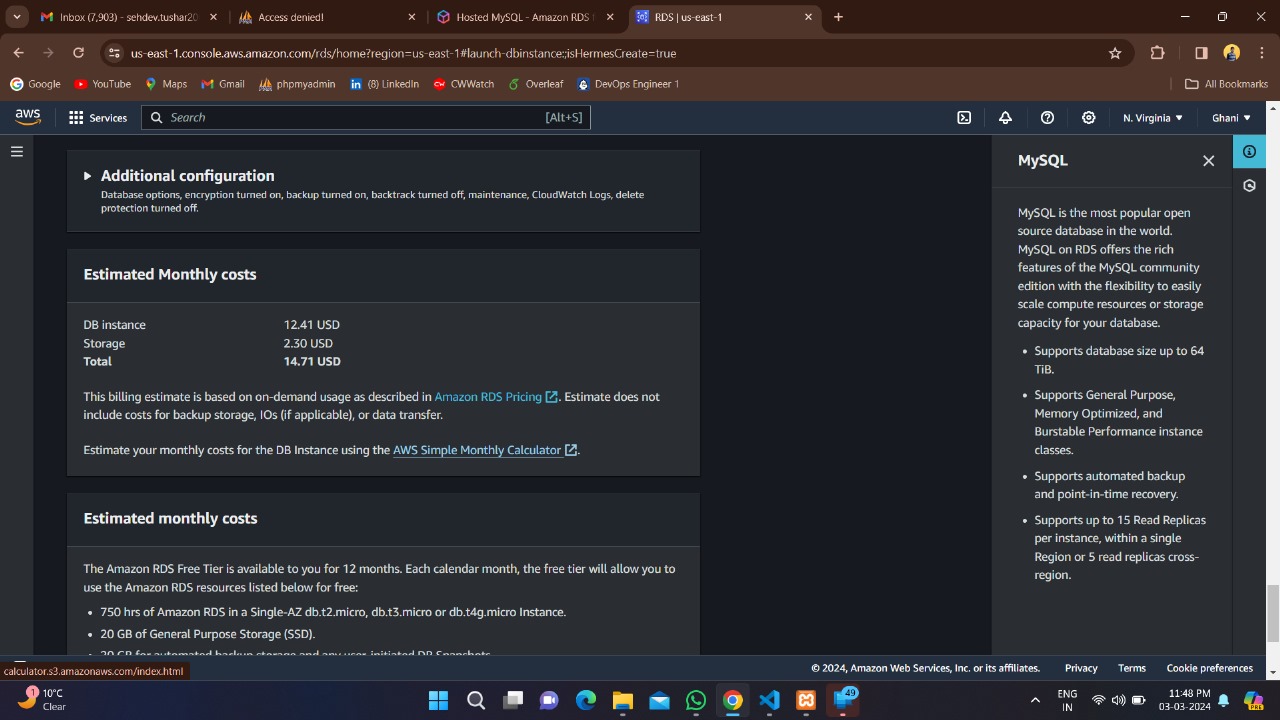 Inbox (7,903) - sehdev.tushar20
Access denied!
Hosted MySQL - Amazon RDS f
RDS | us-east-1
us-east-1.console.aws.amazon.com/rds/home?region=us-east-1#launch-dbinstance:;isHermesCreate=true
Google
YouTube
Maps
Gmail
phpmyadmin
(8) LinkedIn
CWWatch
Overleaf
DevOps Engineer 1
All Bookmarks
aws
Services
Search
[Alt+S]
N. Virginia
Ghani
Additional configuration
Database options, encryption turned on, backup turned on, backtrack turned off, maintenance, CloudWatch Logs, delete
protection turned off.
Estimated Monthly costs
DB instance 12.41 USD
Storage 2.30 USD
Total 14.71 USD
This billing estimate is based on on-demand usage as described in Amazon RDS Pricing. Estimate does not
include costs for backup storage, IOs (if applicable), or data transfer.
Estimate your monthly costs for the DB Instance using the AWS Simple Monthly Calculator.
Estimated monthly costs
The Amazon RDS Free Tier is available to you for 12 months. Each calendar month, the free tier will allow you to
use the Amazon RDS resources listed below for free:
• 750 hrs of Amazon RDS in a Single-AZ db.t2.micro, db.t3.micro or db.t4g.micro Instance.
• 20 GB of General Purpose Storage (SSD).
• 20 GB for automated backup storage and any user-initiated DB Snapshots.
MySQL
MySQL is the most popular open
source database in the world.
MySQL on RDS offers the rich
features of the MySQL community
edition with the flexibility to easily
scale compute resources or storage
capacity for your database.
• Supports database size up to 64
TiB.
• Supports General Purpose,
Memory Optimized, and
Burstable Performance instance
classes.
• Supports automated backup
and point-in-time recovery.
• Supports up to 15 Read Replicas
per instance, within a single
Region or 5 read replicas cross-
region.
calculator.s3.amazonaws.com/index.html
© 2024, Amazon Web Services, Inc. or its affiliates.
Privacy
Terms
Cookie preferences
1
10°C
Clear
49
ENG
IN
11:48 PM
03-03-2024
PRE